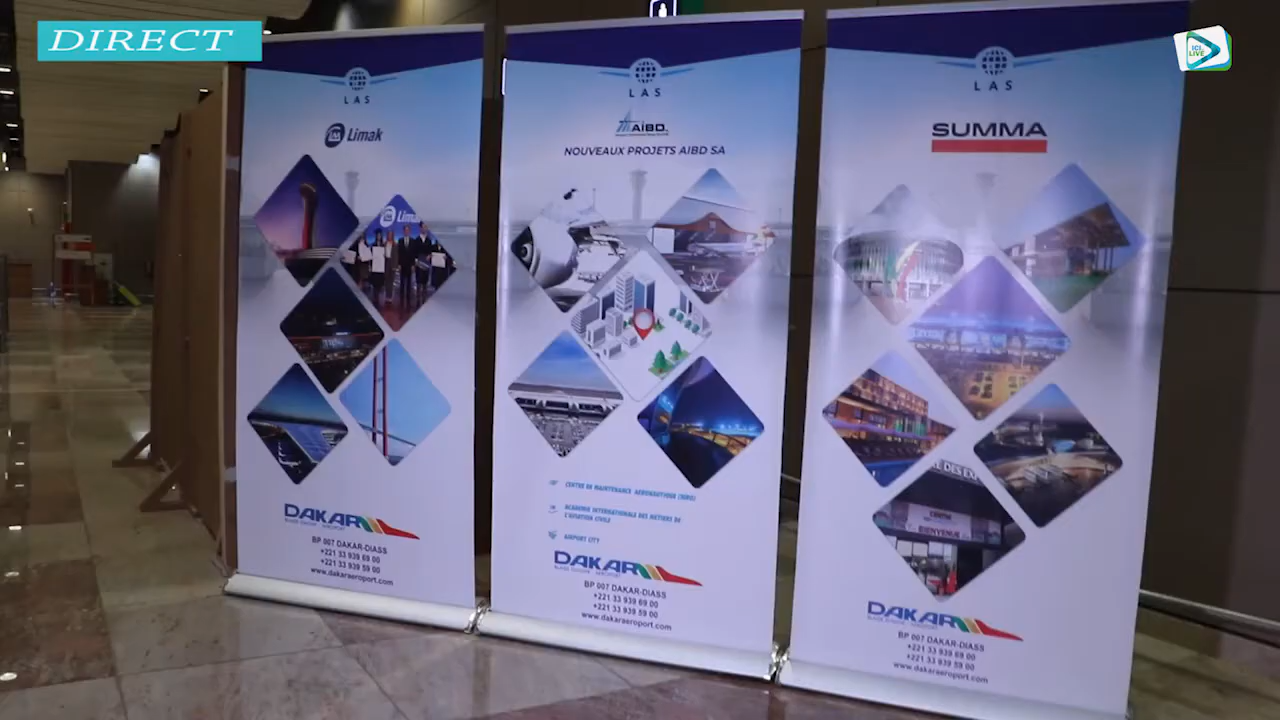 DIRECT
ICI
LIVE
LAS
Limak
Limak
DAKAR
BP 007 DAKAR-DIASS
+221 33 939 69 00
+221 33 939 59 00
www.dakaraeroport.com
LAS
AIBD
NOUVEAUX PROJETS AIBD SA
CENTRE DE MAINTENANCE AERONAUTIQUE (MRO)
ACADEMIE INTERNATIONALE DES METIERS DE
L'AVIATION CIVILE
AIRPORT CITY
DAKAR
BP 007 DAKAR-DIASS
+221 33 939 69 00
+221 33 939 59 00
www.dakaraeroport.com
LAS
SUMMA
BIENVENUE
DAKAR
BP 007 DAKAR-DIASS
+221 33 939 69 00
+221 33 939 59 00
www.dakaraeroport.com